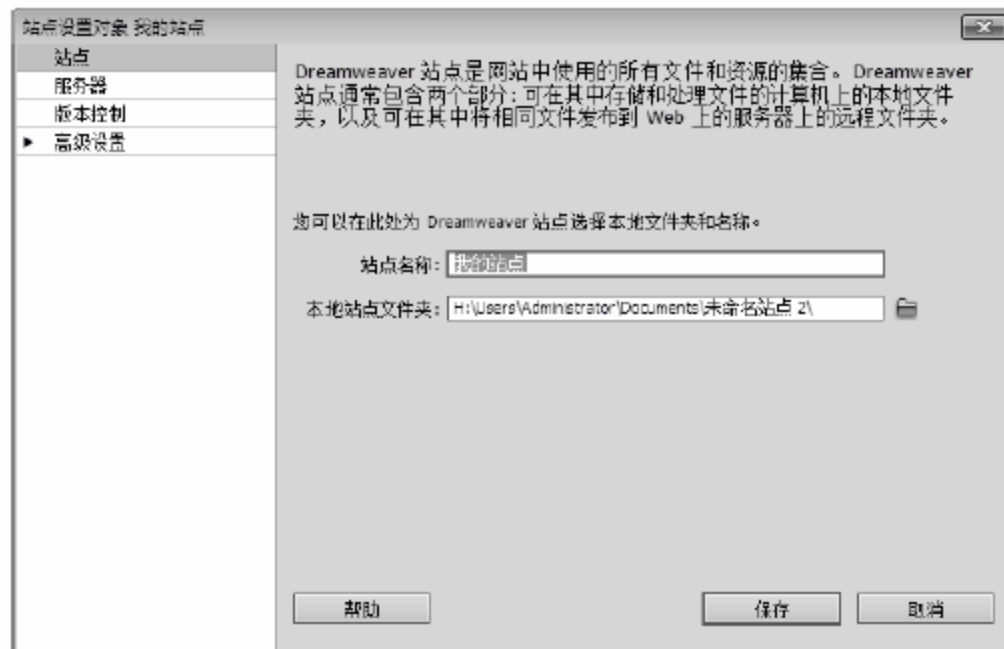 站点设置对象 我的站点
站点
服务器
版本控制
高级设置
Dreamweaver 站点是网站中使用的所有文件和资源的集合。Dreamweaver
站点通常包含两个部分：可在其中存储和处理文件的计算机上的本地文件
夹，以及可在其中将相同文件发布到 Web 上的服务器上的远程文件夹。
您可以在此处为 Dreamweaver 站点选择本地文件夹和名称。
站点名称： 我的站点
本地站点文件夹： H:\Users\Administrator\Documents\未命名站点 2\
帮助 保存 取消